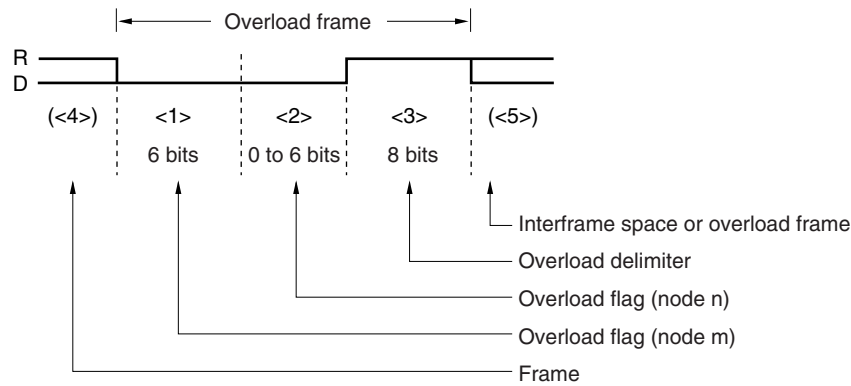 Overload frame
R
D
(<4>) <1> <2> <3> (<5>)
6 bits 0 to 6 bits 8 bits
Interframe space or overload frame
Overload delimiter
Overload flag (node n)
Overload flag (node m)
Frame